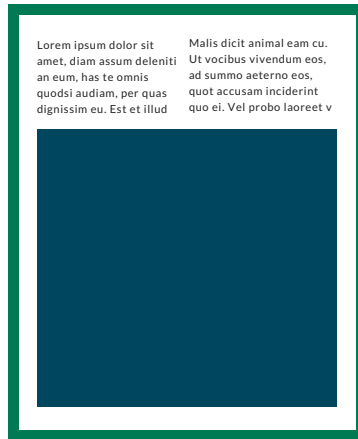 Lorem ipsum dolor sit
amet, diam assum deleniti
an eum, has te omnis
quodsi audiam, per quas
dignissim eu. Est et illud
Malis dicit animal eam cu.
Ut vocibus vivendum eos,
ad summo aeterno eos,
quot accusam inciderint
quo ei. Vel probo laoreet v